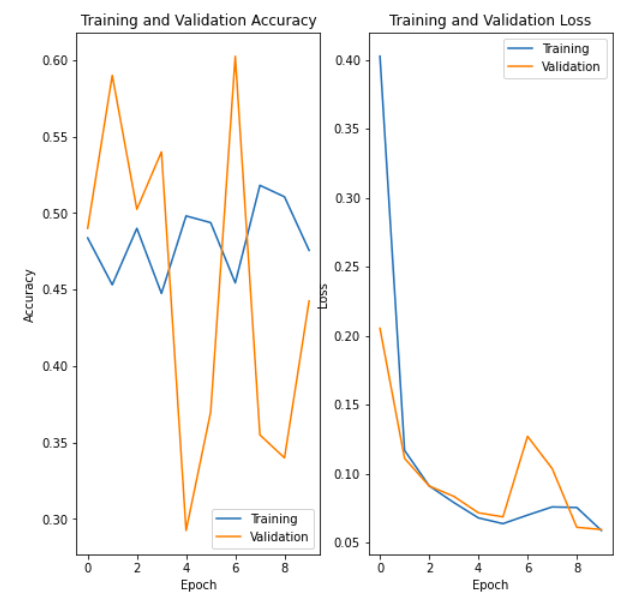 Training and Validation Accuracy
0.60
0.55
0.50
0.45
0.40
0.35
0.30
Accuracy
0 2 4 6 8
Epoch
Training
Validation
Training and Validation Loss
0.40
0.35
0.30
0.25
0.20
0.15
0.10
0.05
Loss
0 2 4 6 8
Epoch
Training
Validation